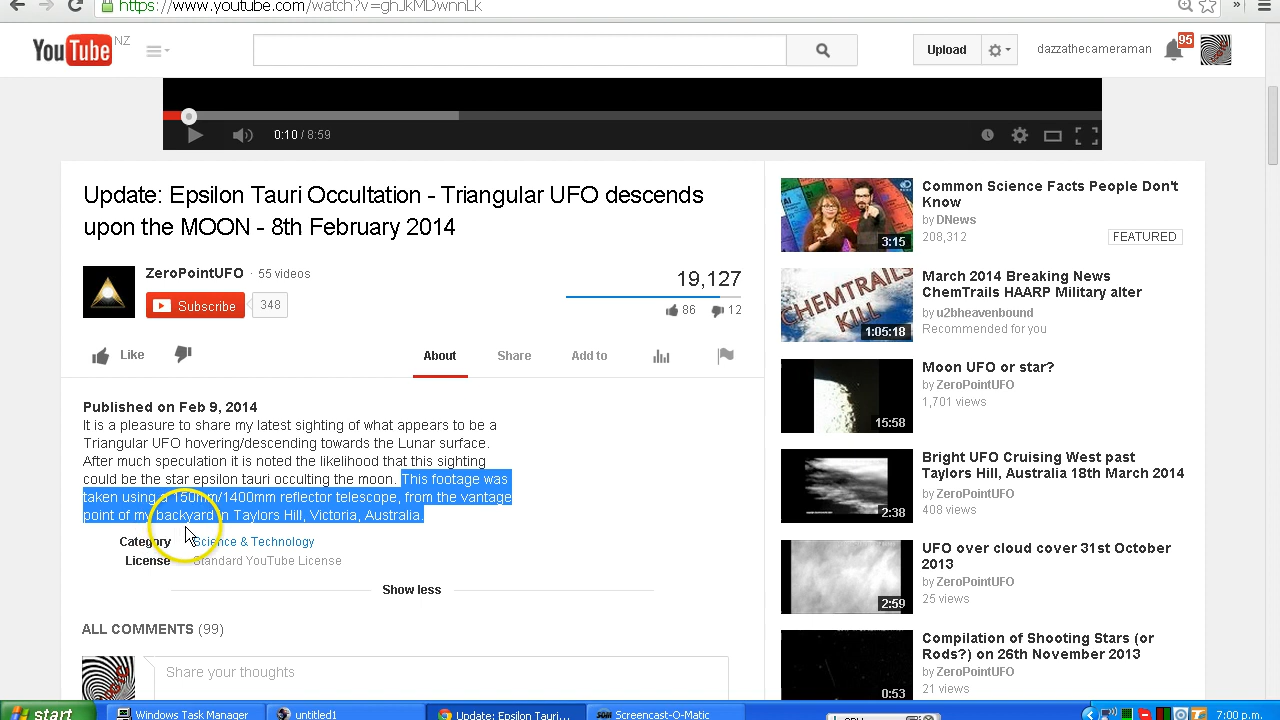 https://www.youtube.com/watch?v=ghJkMDwnnLk
YouTube NZ
Upload
dazzathecameraman
95
0:10 / 8:59
Update: Epsilon Tauri Occultation - Triangular UFO descends
upon the MOON - 8th February 2014
ZeroPointUFO · 55 videos
Subscribe 348
19,127
86 12
Like
About Share Add to
Published on Feb 9, 2014
It is a pleasure to share my latest sighting of what appears to be a
Triangular UFO hovering/descending towards the Lunar surface.
After much speculation it is noted the likelihood that this sighting
could be the star epsilon tauri occulting the moon. This footage was
taken using a 150mm/1400mm reflector telescope, from the vantage
point of my backyard in Taylors Hill, Victoria, Australia.
Category Science & Technology
License Standard YouTube License
Show less
ALL COMMENTS (99)
Share your thoughts
3:15
Common Science Facts People Don't
Know
by DNews
208,312
FEATURED
CHEMTRAILS
KILL
1:05:18
March 2014 Breaking News
ChemTrails HAARP Military alter
by u2bheavenbound
Recommended for you
15:58
Moon UFO or star?
by ZeroPointUFO
1,701 views
2:38
Bright UFO Cruising West past
Taylors Hill, Australia 18th March 2014
by ZeroPointUFO
408 views
2:59
UFO over cloud cover 31st October
2013
by ZeroPointUFO
25 views
0:53
Compilation of Shooting Stars (or
Rods?) on 26th November 2013
by ZeroPointUFO
21 views
start
Windows Task Manager
untitled1
Update: Epsilon Tauri...
Screencast-O-Matic
7:00 p.m.